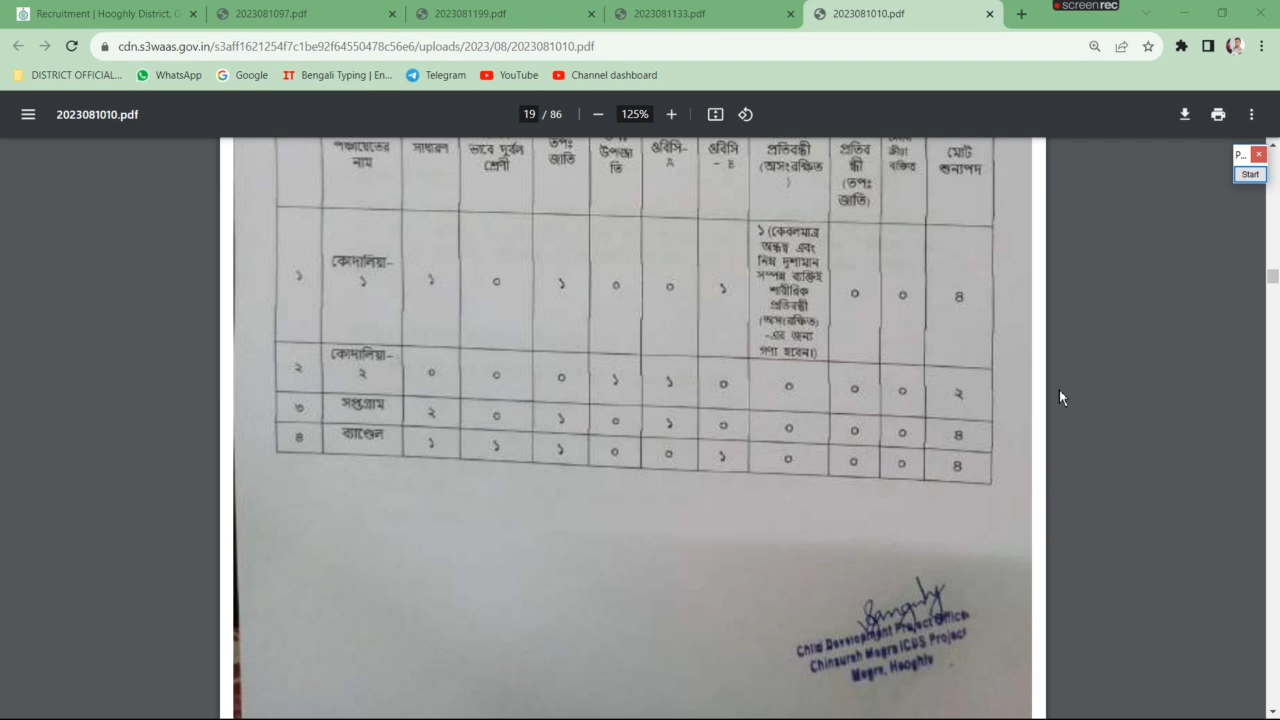 screenrec
Recruitment | Hooghly District, G
2023081097.pdf
2023081199.pdf
2023081133.pdf
2023081010.pdf
cdn.s3waas.gov.in/s3aff1621254f7c1be92f64550478c56e6/uploads/2023/08/2023081010.pdf
DISTRICT OFFICIAL...
WhatsApp
Google
IT Bengali Typing | En...
Telegram
YouTube
Channel dashboard
2023081010.pdf
19 / 86
125%
P...
Start
পঞ্চায়েতের নাম
সাধারণ
ভাবে দুর্বল শ্রেণী
তপঃ জাতি
উপজাতি
ওবিসি-A
ওবিসি - B
প্রতিবন্ধী (অসংরক্ষিত)
প্রতিবন্ধী (তপঃ জাতি)
মোট শূন্যপদ
১ কোদালিয়া-১ ১ ০ ১ ০ ০ ১
১ (কেবলমাত্র
অন্ধত্ব এবং
নিম্ন দৃশ্যমান
সম্পন্ন ব্যক্তিই
শারীরিক
প্রতিবন্ধী
(অসংরক্ষিত)
-এর জন্য
গণ্য হবেন।)
০ ০ ৪
২ কোদালিয়া-২ ০ ০ ০ ১ ১ ০ ০ ০ ০ ২
৩ সপ্তগ্রাম ২ ০ ১ ০ ১ ০ ০ ০ ০ ৪
৪ ব্যাণ্ডেল ১ ১ ১ ০ ০ ১ ০ ০ ০ ৪
Child Development Project Office
Chinsurah Mogra ICDS Project
Mogra, Hooghly